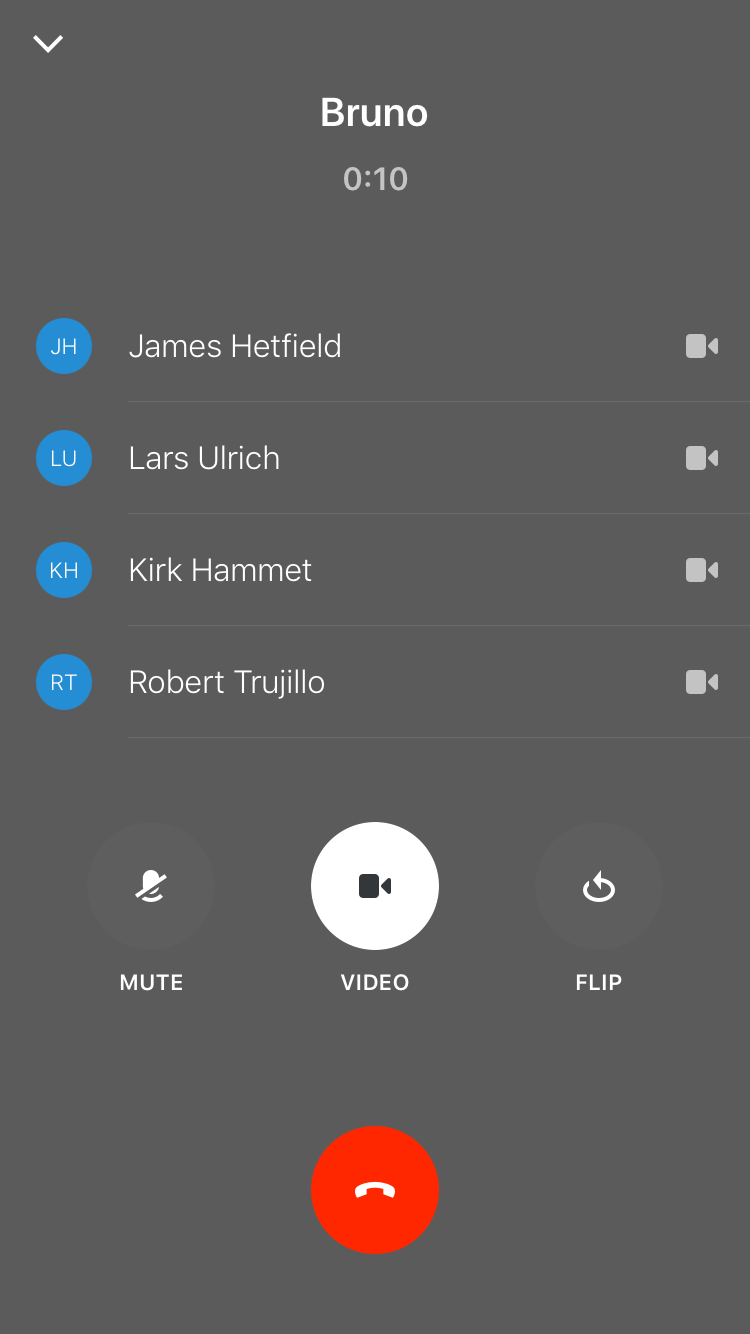 Bruno
0:10
JH James Hetfield
LU Lars Ulrich
KH Kirk Hammet
RT Robert Trujillo
MUTE VIDEO FLIP